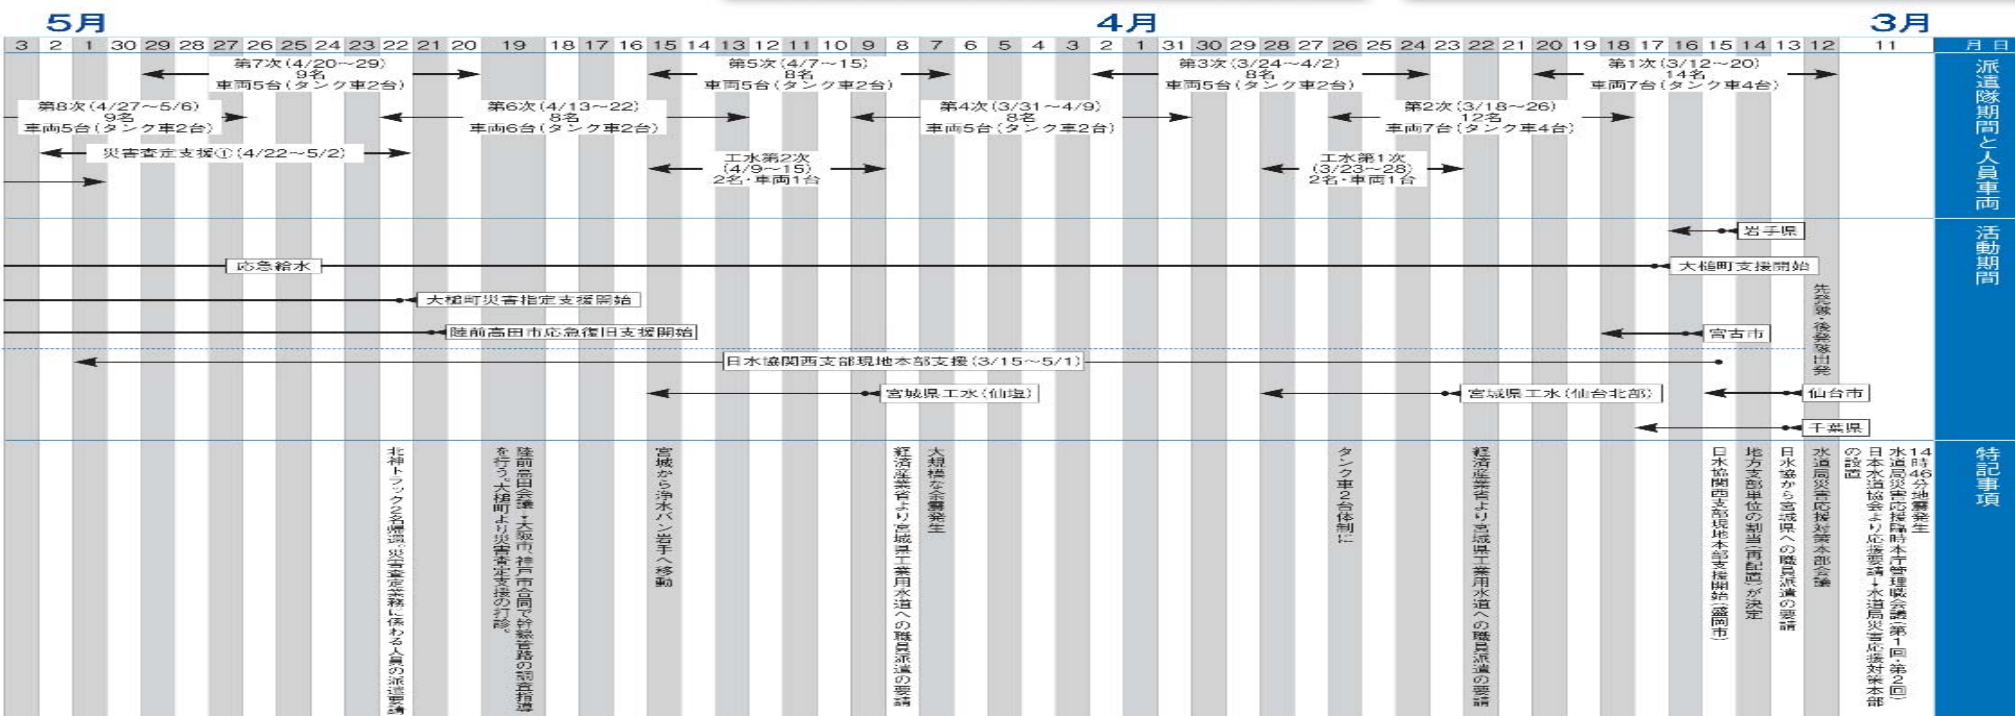 5月
4月
3月
3 2 1 30 29 28 27 26 25 24 23 22 21 20 19 18 17 16 15 14 13 12 11 10 9 8 7 6 5 4 3 2 1 31 30 29 28 27 26 25 24 23 22 21 20 19 18 17 16 15 14 13 12 11 月 日
派遣隊期間と人員車両
第1次(3/12~20)
14名
車両7台(タンク車4台)
第2次(3/18~26)
12名
車両7台(タンク車4台)
第3次(3/24~4/2)
8名
車両5台(タンク車2台)
第4次(3/31~4/9)
8名
車両5台(タンク車2台)
第5次(4/7~15)
8名
車両5台(タンク車2台)
第6次(4/13~22)
8名
車両6台(タンク車2台)
第7次(4/20~29)
9名
車両5台(タンク車2台)
第8次(4/27~5/6)
9名
車両5台(タンク車2台)
災害査定支援①(4/22~5/2)
工水第1次
(3/23~28)
2名・車両1台
工水第2次
(4/9~15)
2名・車両1台
活動期間
岩手県
大槌町支援開始
応急給水
大槌町災害指定支援開始
陸前高田市応急復旧支援開始
宮古市
先発隊・後発隊出発
日水協関西支部現地本部支援(3/15~5/1)
仙台市
宮城県工水(仙台北部)
宮城県工水(仙塩)
千葉県
特記事項
14時46分地震発生
水道局災害応援臨時本庁管理職会議(第1回・第2回)
日本水道協会より応援要請→水道局災害応援対策本部
の設置
水道局災害応援対策本部会議
日水協から宮城県への職員派遣の要請
地方支部単位の割当(再配置)が決定
日水協関西支部現地本部支援開始(盛岡市)
経済産業省より宮城県工業用水道への職員派遣の要請
タンク車2台体制に
大規模な余震発生
経済産業省より宮城県工業用水道への職員派遣の要請
宮城から浄水バン岩手へ移動
陸前高田会議→大阪市、神戸市合同で幹線管路の調査指導
を行う。大槌町より災害査定支援の打診。
北神トラック2名帰還。災害査定業務に係わる人員の派遣要請